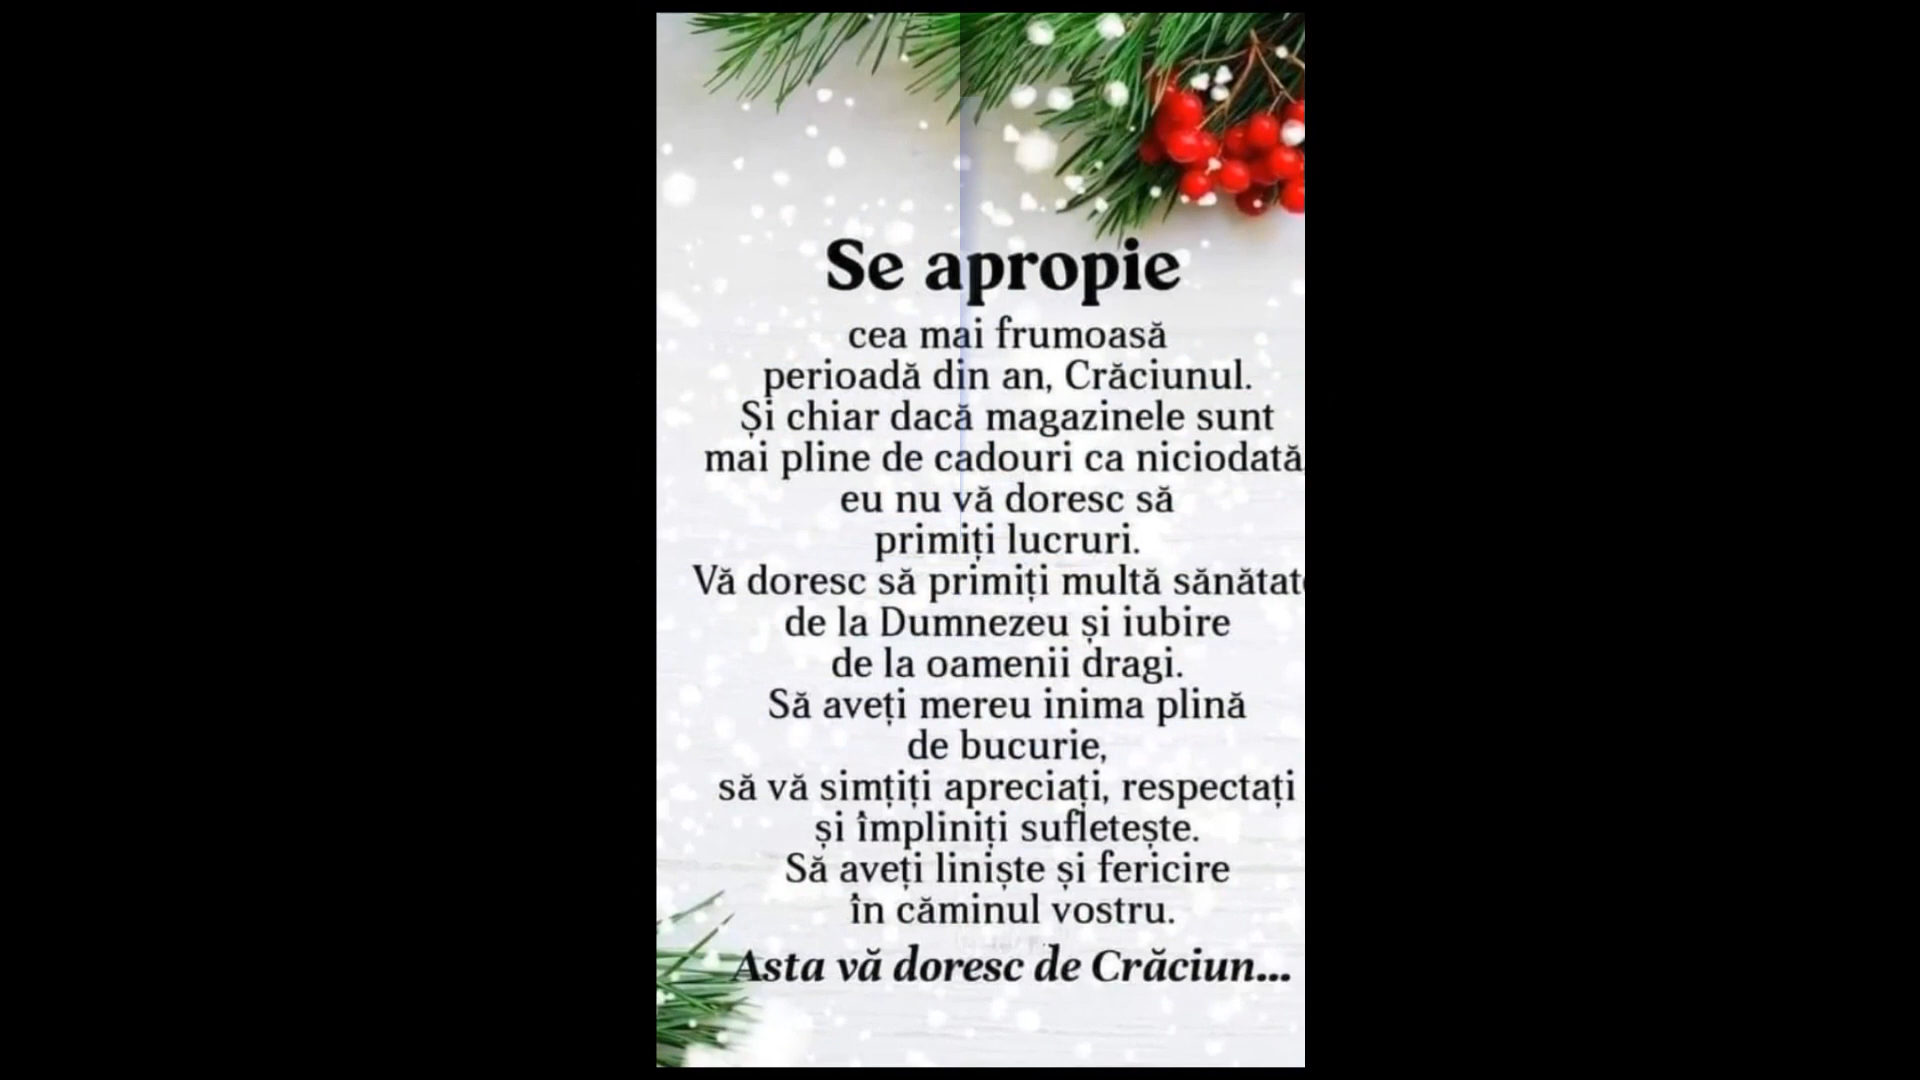 Se apropie
cea mai frumoasă
perioadă din an, Crăciunul.
Și chiar dacă magazinele sunt
mai pline de cadouri ca niciodată,
eu nu vă doresc să
primiți lucruri.
Vă doresc să primiți multă sănătate
de la Dumnezeu și iubire
de la oamenii dragi.
Să aveți mereu inima plină
de bucurie,
să vă simțiți apreciați, respectați
și împliniți sufletește.
Să aveți liniște și fericire
în căminul vostru.
Asta vă doresc de Crăciun...